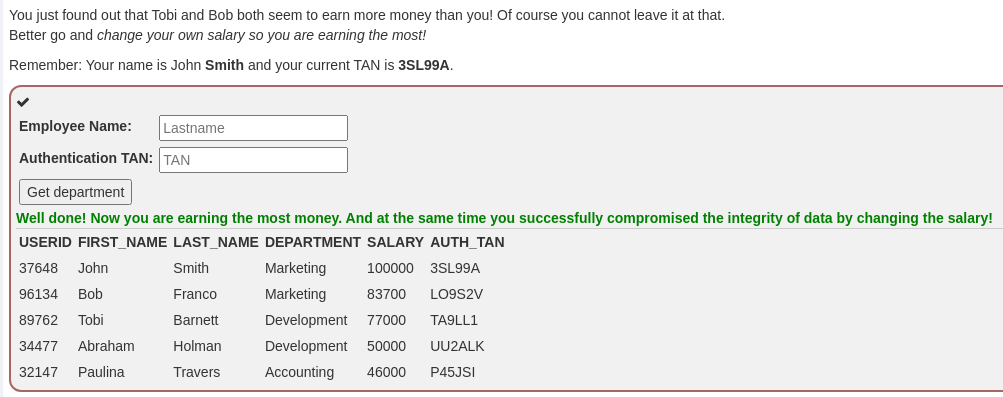 You just found out that Tobi and Bob both seem to earn more money than you! Of course you cannot leave it at that.
Better go and change your own salary so you are earning the most!
Remember: Your name is John Smith and your current TAN is 3SL99A.
Employee Name: Lastname
Authentication TAN: TAN
Get department
Well done! Now you are earning the most money. And at the same time you successfully compromised the integrity of data by changing the salary!
USERID FIRST_NAME LAST_NAME DEPARTMENT SALARY AUTH_TAN
37648 John Smith Marketing 100000 3SL99A
96134 Bob Franco Marketing 83700 LO9S2V
89762 Tobi Barnett Development 77000 TA9LL1
34477 Abraham Holman Development 50000 UU2ALK
32147 Paulina Travers Accounting 46000 P45JSI